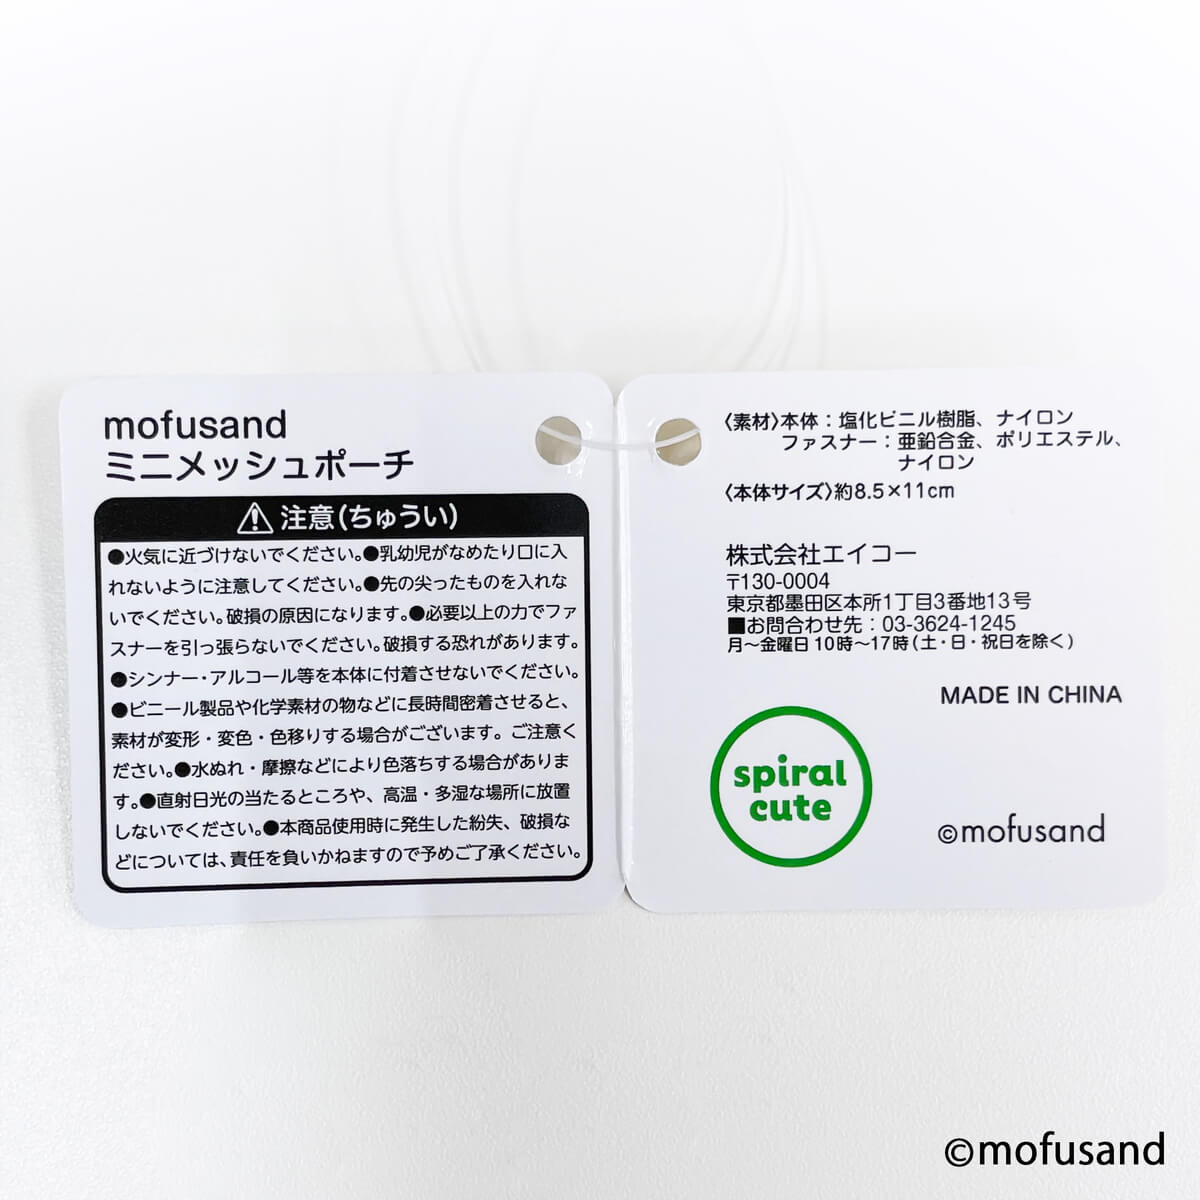 mofusand
ミニメッシュポーチ
注意(ちゅうい)
●火気に近づけないでください。●乳幼児がなめたり口に入
れないように注意してください。●先の尖ったものを入れな
いでください。破損の原因になります。●必要以上の力でファ
スナーを引っ張らないでください。破損する恐れがあります。
●シンナー・アルコール等を本体に付着させないでください。
●ビニール製品や化学素材の物などに長時間密着させると、
素材が変形・変色・色移りする場合がございます。ご注意く
ださい。●水ぬれ・摩擦などにより色落ちする場合がありま
す。●直射日光の当たるところや、高温・多湿な場所に放置
しないでください。●本商品使用時に発生した紛失、破損な
どについては、責任を負いかねますので予めご了承ください。
〈素材〉本体：塩化ビニル樹脂、ナイロン
ファスナー：亜鉛合金、ポリエステル、
ナイロン
〈本体サイズ〉約8.5×11cm
株式会社エイコー
〒130-0004
東京都墨田区本所1丁目3番地13号
■お問合わせ先：03-3624-1245
月〜金曜日10時〜17時(土・日・祝日を除く)
MADE IN CHINA
spiral
cute
©mofusand
©mofusand